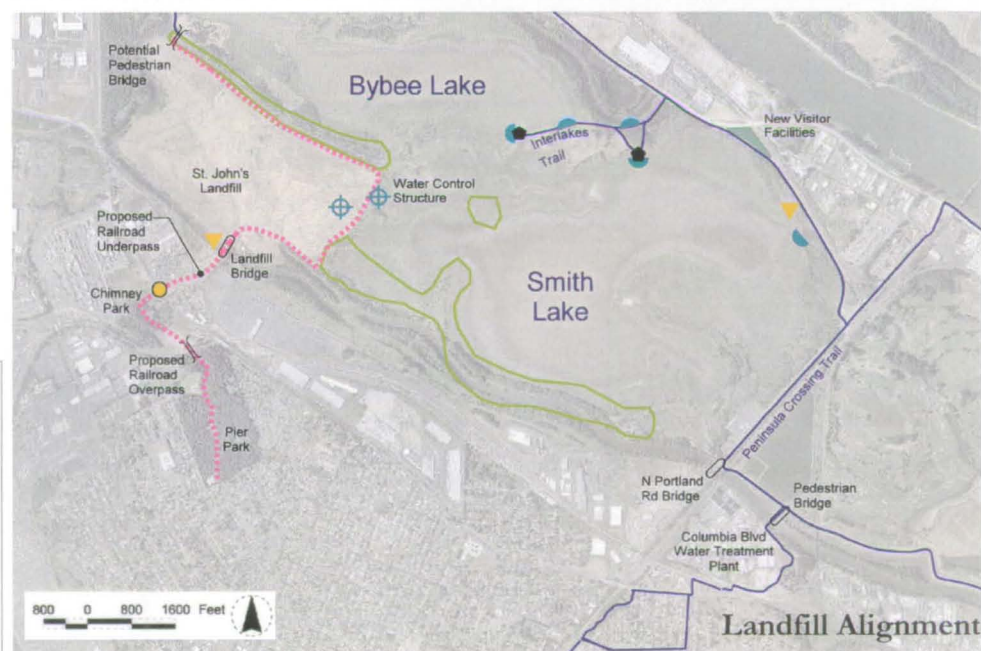 Potential
Pedestrian
Bridge
Bybee Lake
New Visitor
Facilities
Interlakes
Trail
St. John's
Landfill
Water Control
Structure
Proposed
Railroad
Underpass
Landfill
Bridge
Smith
Lake
Chimney
Park
Proposed
Railroad
Overpass
Peninsula Crossing Trail
Pier
Park
N Portland
Rd Bridge
Pedestrian
Bridge
Columbia Blvd
Water Treatment
Plant
800 0 800 1600 Feet
Landfill Alignment